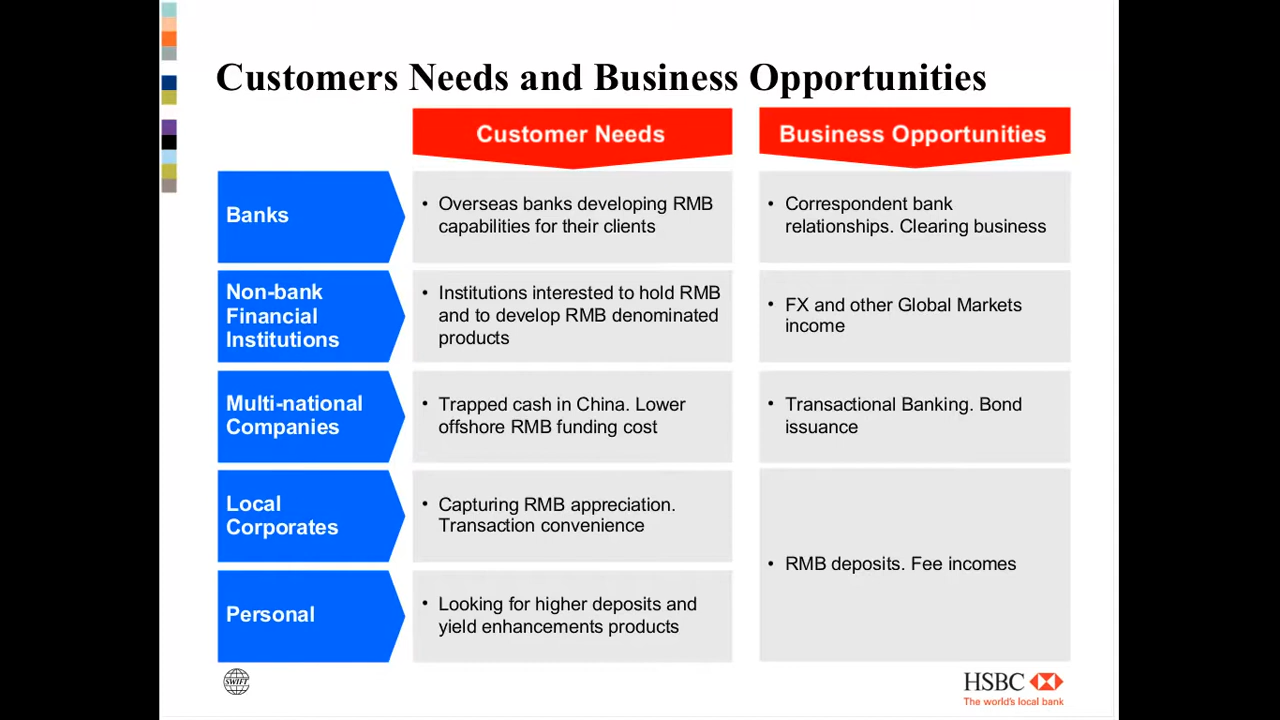 Customers Needs and Business Opportunities
Customer Needs
Business Opportunities
Banks
• Overseas banks developing RMB
capabilities for their clients
• Correspondent bank
relationships. Clearing business
Non-bank
Financial
Institutions
• Institutions interested to hold RMB
and to develop RMB denominated
products
• FX and other Global Markets
income
Multi-national
Companies
• Trapped cash in China. Lower
offshore RMB funding cost
• Transactional Banking. Bond
issuance
Local
Corporates
• Capturing RMB appreciation.
Transaction convenience
• RMB deposits. Fee incomes
Personal
• Looking for higher deposits and
yield enhancements products
SWIFT
HSBC
The world's local bank